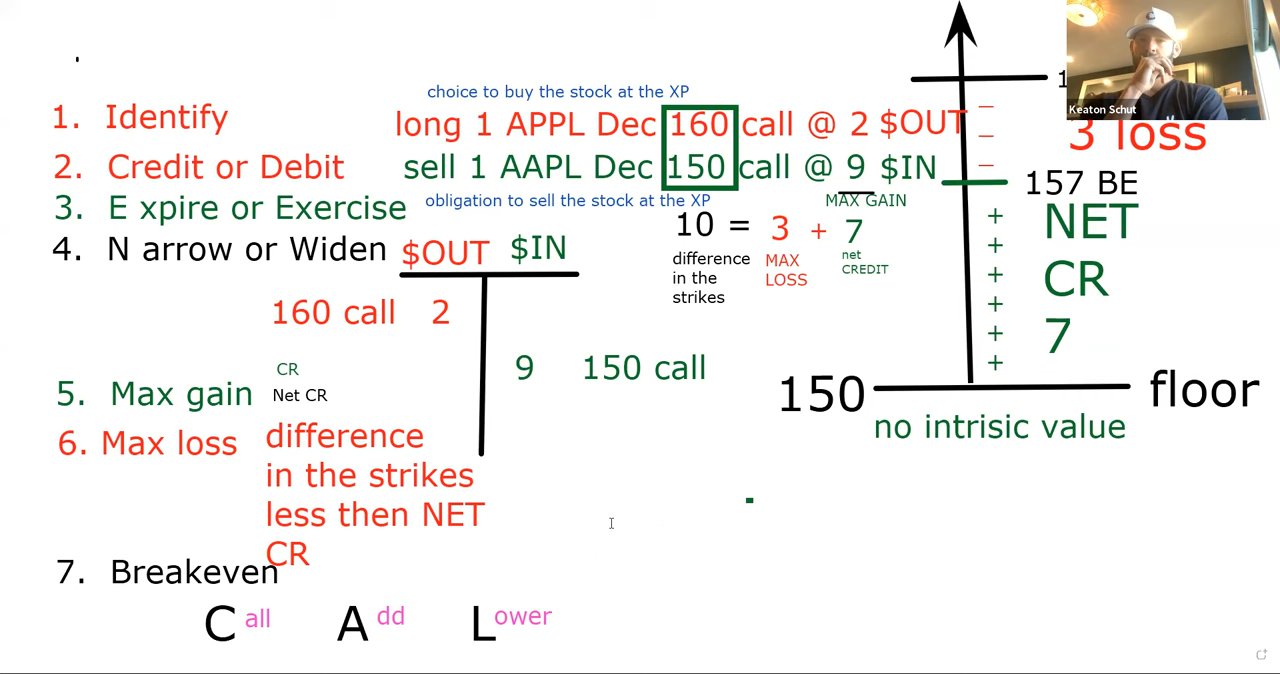 choice to buy the stock at the XP
1. Identify
long 1 APPL Dec 160 call @ 2 $OUT
2. Credit or Debit
sell 1 AAPL Dec 150 call @ 9 $IN
3. E xpire or Exercise
obligation to sell the stock at the XP
MAX GAIN
4. N arrow or Widen
$OUT $IN
10 = 3 + 7
difference
in the
strikes
MAX
LOSS
net
CREDIT
160 call 2
9 150 call
CR
5. Max gain
Net CR
6. Max loss
difference
in the strikes
less then NET
CR
7. Breakeven
C all A dd L ower
Keaton Schut
3 loss
157 BE
NET
CR
7
150
floor
no intrisic value